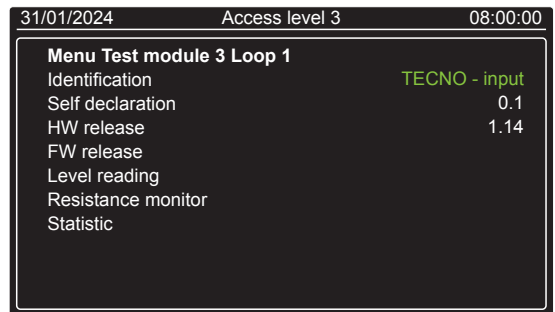 31/01/2024 Access level 3 08:00:00
Menu Test module 3 Loop 1
Identification TECNO - input
Self declaration 0.1
HW release 1.14
FW release
Level reading
Resistance monitor
Statistic